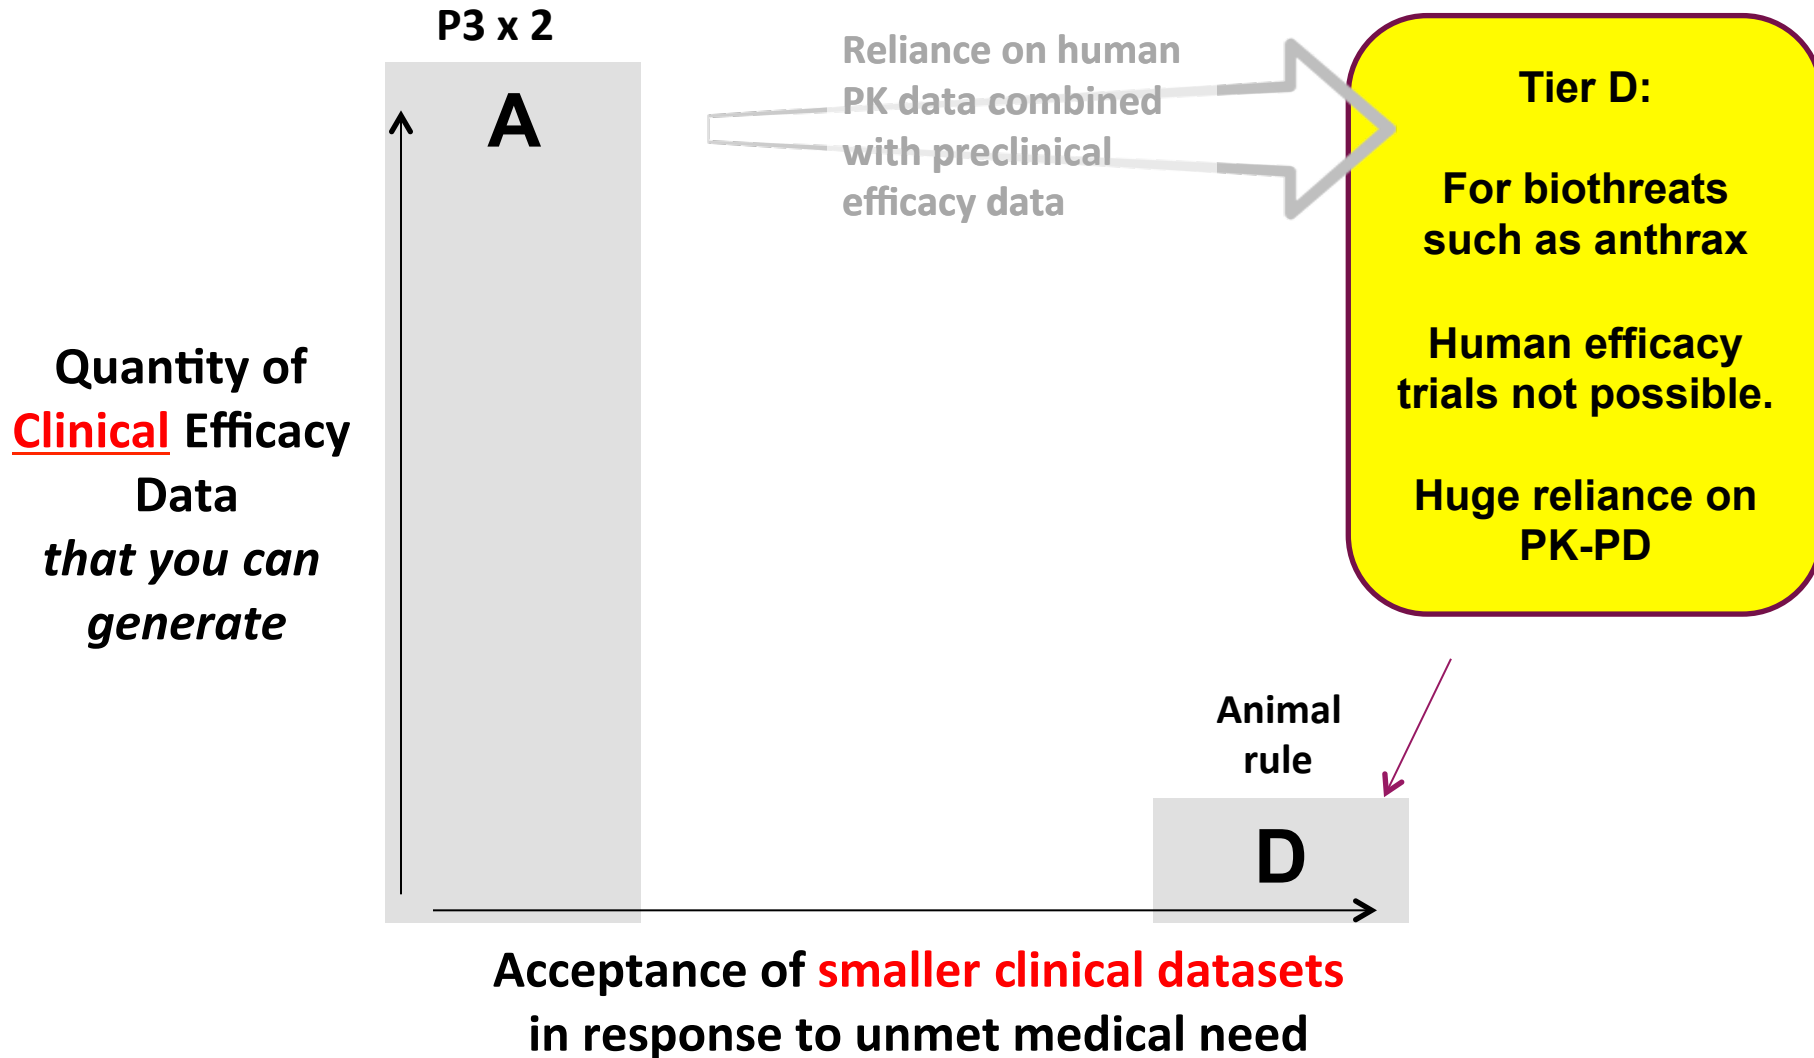 P3 x 2
A
Reliance on human
PK data combined
with preclinical
efficacy data
Tier D:
For biothreats
such as anthrax
Human efficacy
trials not possible.
Huge reliance on
PK-PD
Quantity of
Clinical Efficacy
Data
that you can
generate
Animal
rule
D
Acceptance of smaller clinical datasets
in response to unmet medical need